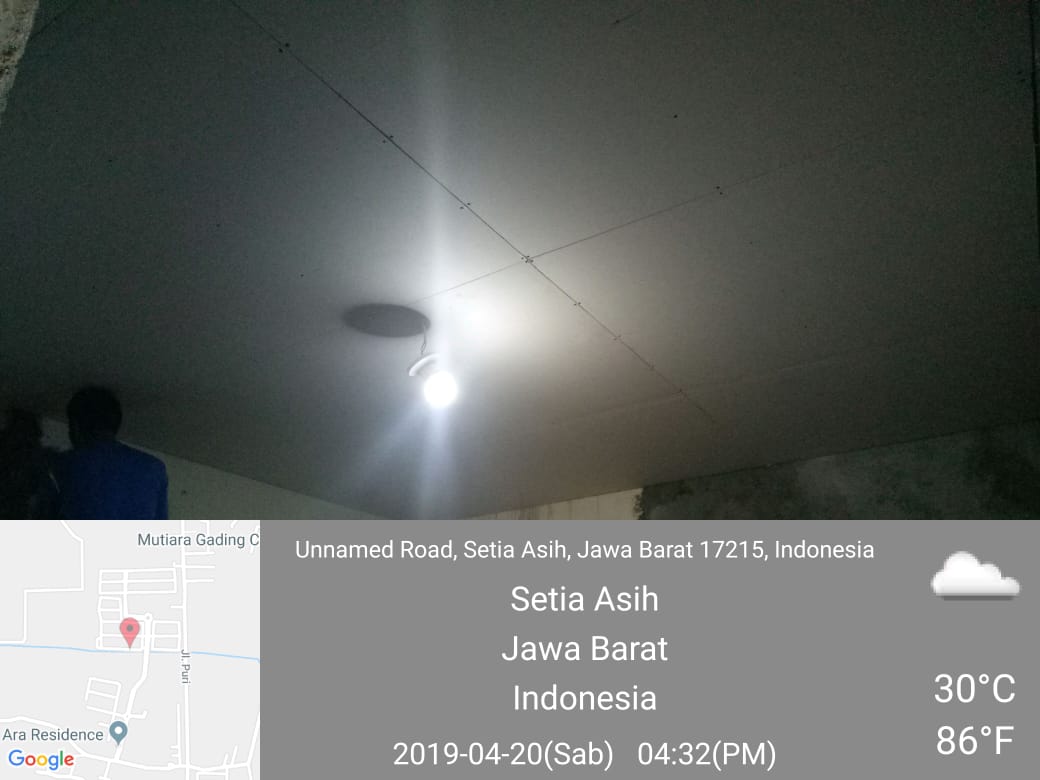 Mutiara Gading C
Jl. Puri
Ara Residence
Google
Unnamed Road, Setia Asih, Jawa Barat 17215, Indonesia
Setia Asih
Jawa Barat
Indonesia
2019-04-20(Sab) 04:32(PM)
30°C
86°F